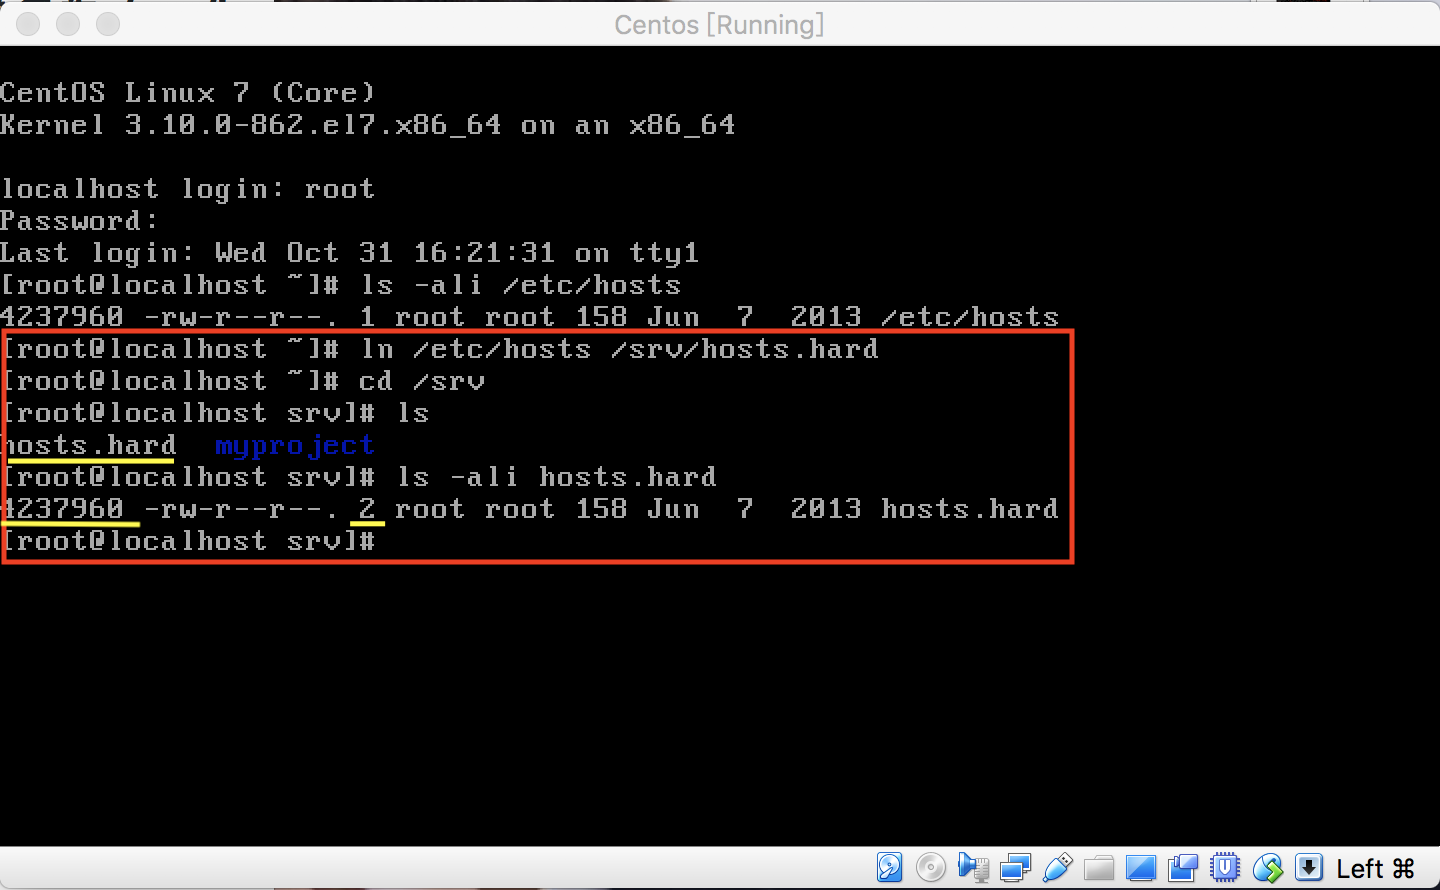 Centos [Running]
CentOS Linux 7 (Core)
Kernel 3.10.0-862.el7.x86_64 on an x86_64
localhost login: root
Password:
Last login: Wed Oct 31 16:21:31 on tty1
[root@localhost ~]# ls -ali /etc/hosts
4237960 -rw-r--r--. 1 root root 158 Jun  7  2013 /etc/hosts
[root@localhost ~]# ln /etc/hosts /srv/hosts.hard
[root@localhost ~]# cd /srv
[root@localhost srv]# ls
hosts.hard  myproject
[root@localhost srv]# ls -ali hosts.hard
4237960 -rw-r--r--. 2 root root 158 Jun  7  2013 hosts.hard
[root@localhost srv]#
Left ⌘